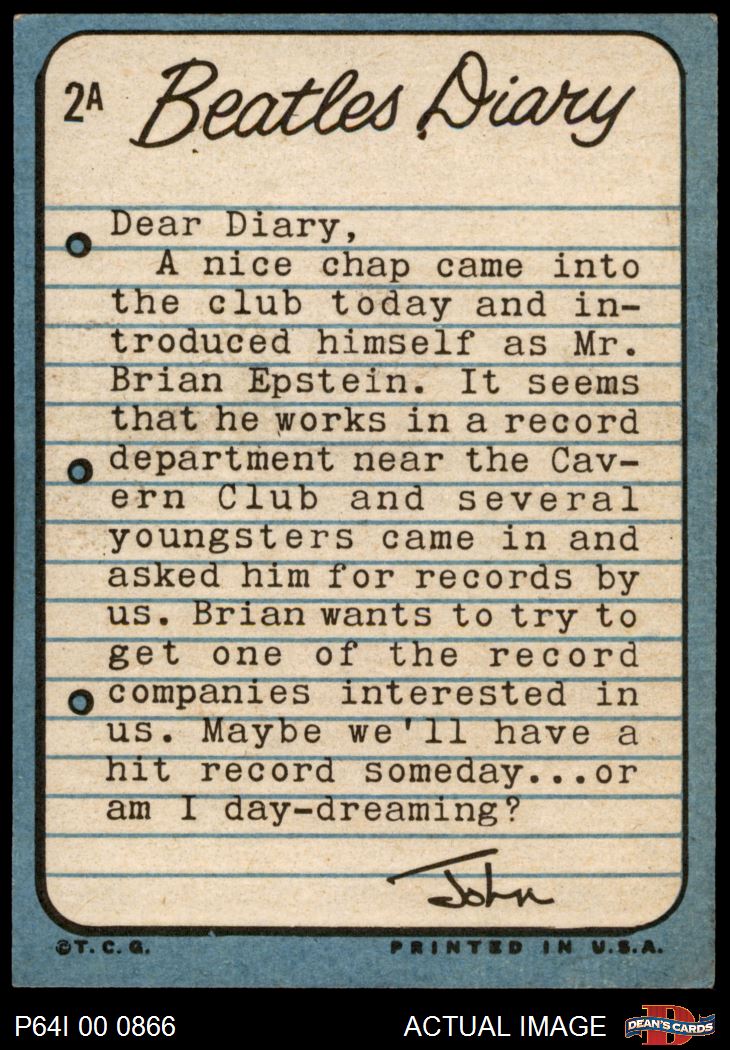 2A Beatles Diary
Dear Diary,
A nice chap came into
the club today and in-
troduced himself as Mr.
Brian Epstein. It seems
that he works in a record
department near the Cav-
ern Club and several
youngsters came in and
asked him for records by
us. Brian wants to try to
get one of the record
companies interested in
us. Maybe we'll have a
hit record someday...or
am I day-dreaming?
John
©T.C.G. PRINTED IN U.S.A.
P64I 00 0866 ACTUAL IMAGE D DEAN'S CARDS